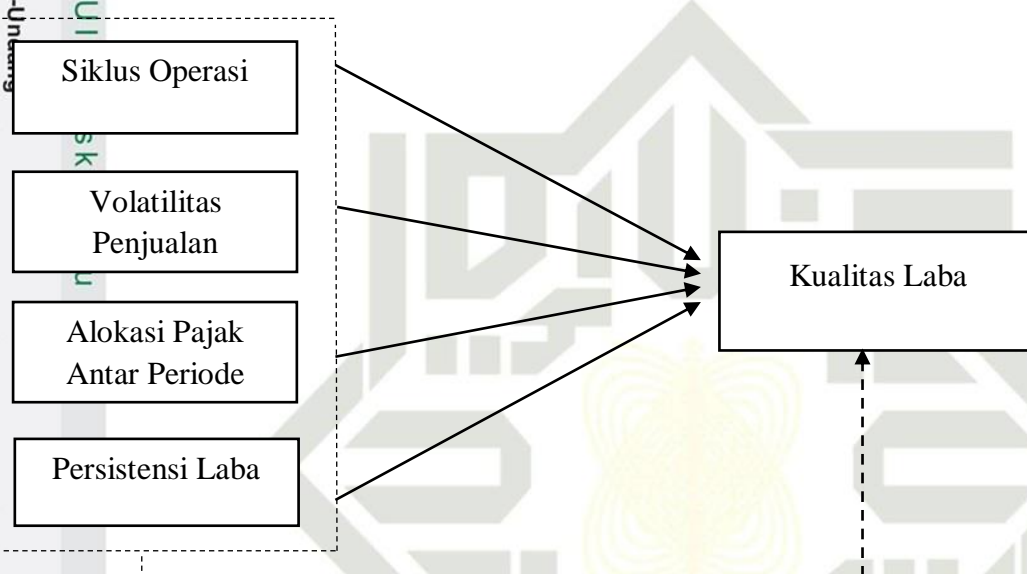 Siklus Operasi
Volatilitas
Penjualan
Alokasi Pajak
Antar Periode
Persistensi Laba
Kualitas Laba